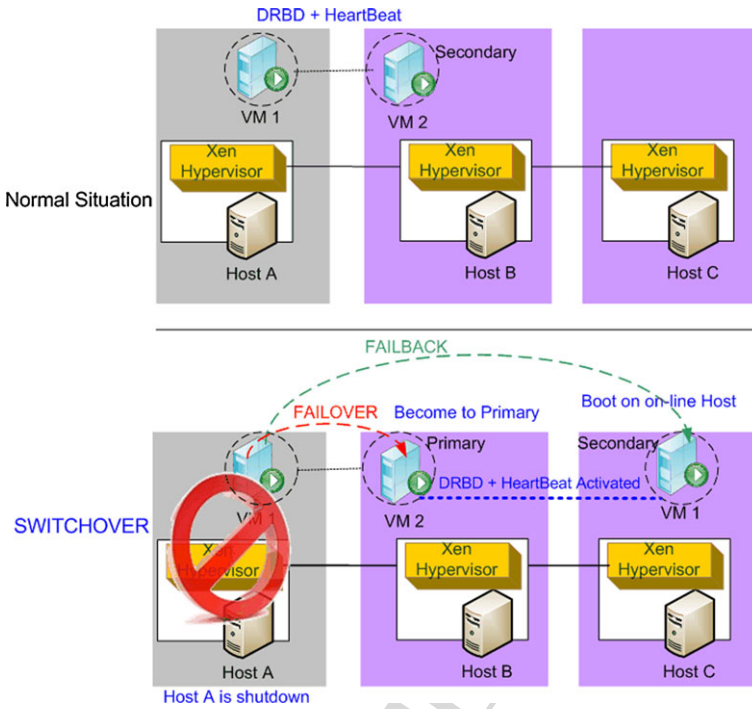 DRBD + HeartBeat
Secondary
VM 1
VM 2
Xen
Hypervisor
Xen
Hypervisor
Xen
Hypervisor
Normal Situation
Host A
Host B
Host C
FAILBACK
FAILOVER
Become to Primary
Boot on on-line Host
Primary
Secondary
DRBD + HeartBeat Activated
VM 1
VM 2
VM 1
SWITCHOVER
Xen
Hypervisor
Xen
Hypervisor
Xen
Hypervisor
Host A
Host B
Host C
Host A is shutdown